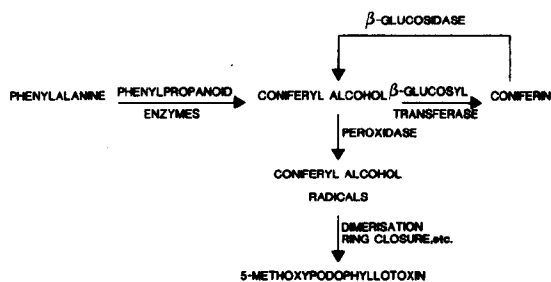 β-GLUCOSIDASE
PHENYLALANINE
PHENYLPROPANOID
ENZYMES
CONIFERYL ALCOHOL
β-GLUCOSYL
TRANSFERASE
CONIFERIN
PEROXIDASE
CONIFERYL ALCOHOL
RADICALS
DIMERISATION
RING CLOSURE,etc.
5-METHOXYPODOPHYLLOTOXIN